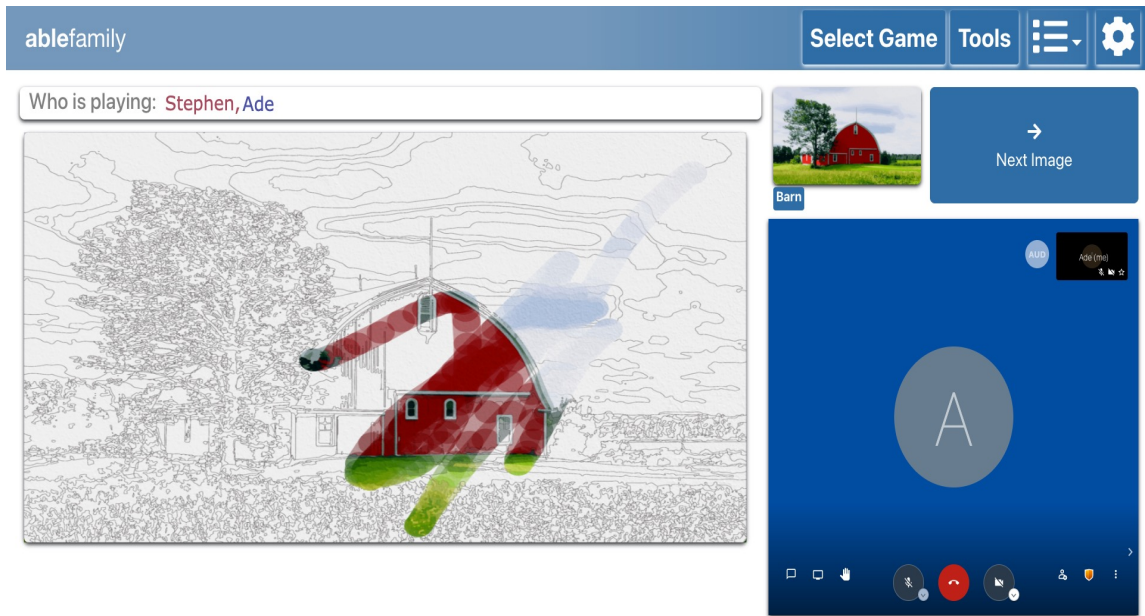 ablefamily
Select Game
Tools
Who is playing: Stephen, Ade
Barn
→
Next Image
AUD
Ade (me)
A